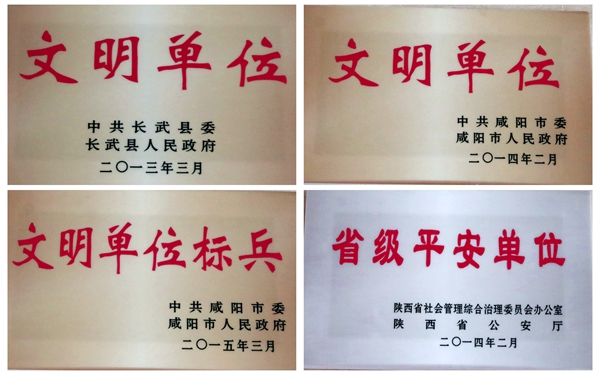 文明单位
中共长武县委
长武县人民政府
二〇一三年三月
文明单位
中共咸阳市委
咸阳市人民政府
二〇一四年二月
文明单位标兵
中共咸阳市委
咸阳市人民政府
二〇一五年三月
省级平安单位
陕西省社会管理综合治理委员会办公室
陕西省公安厅
二〇一四年二月